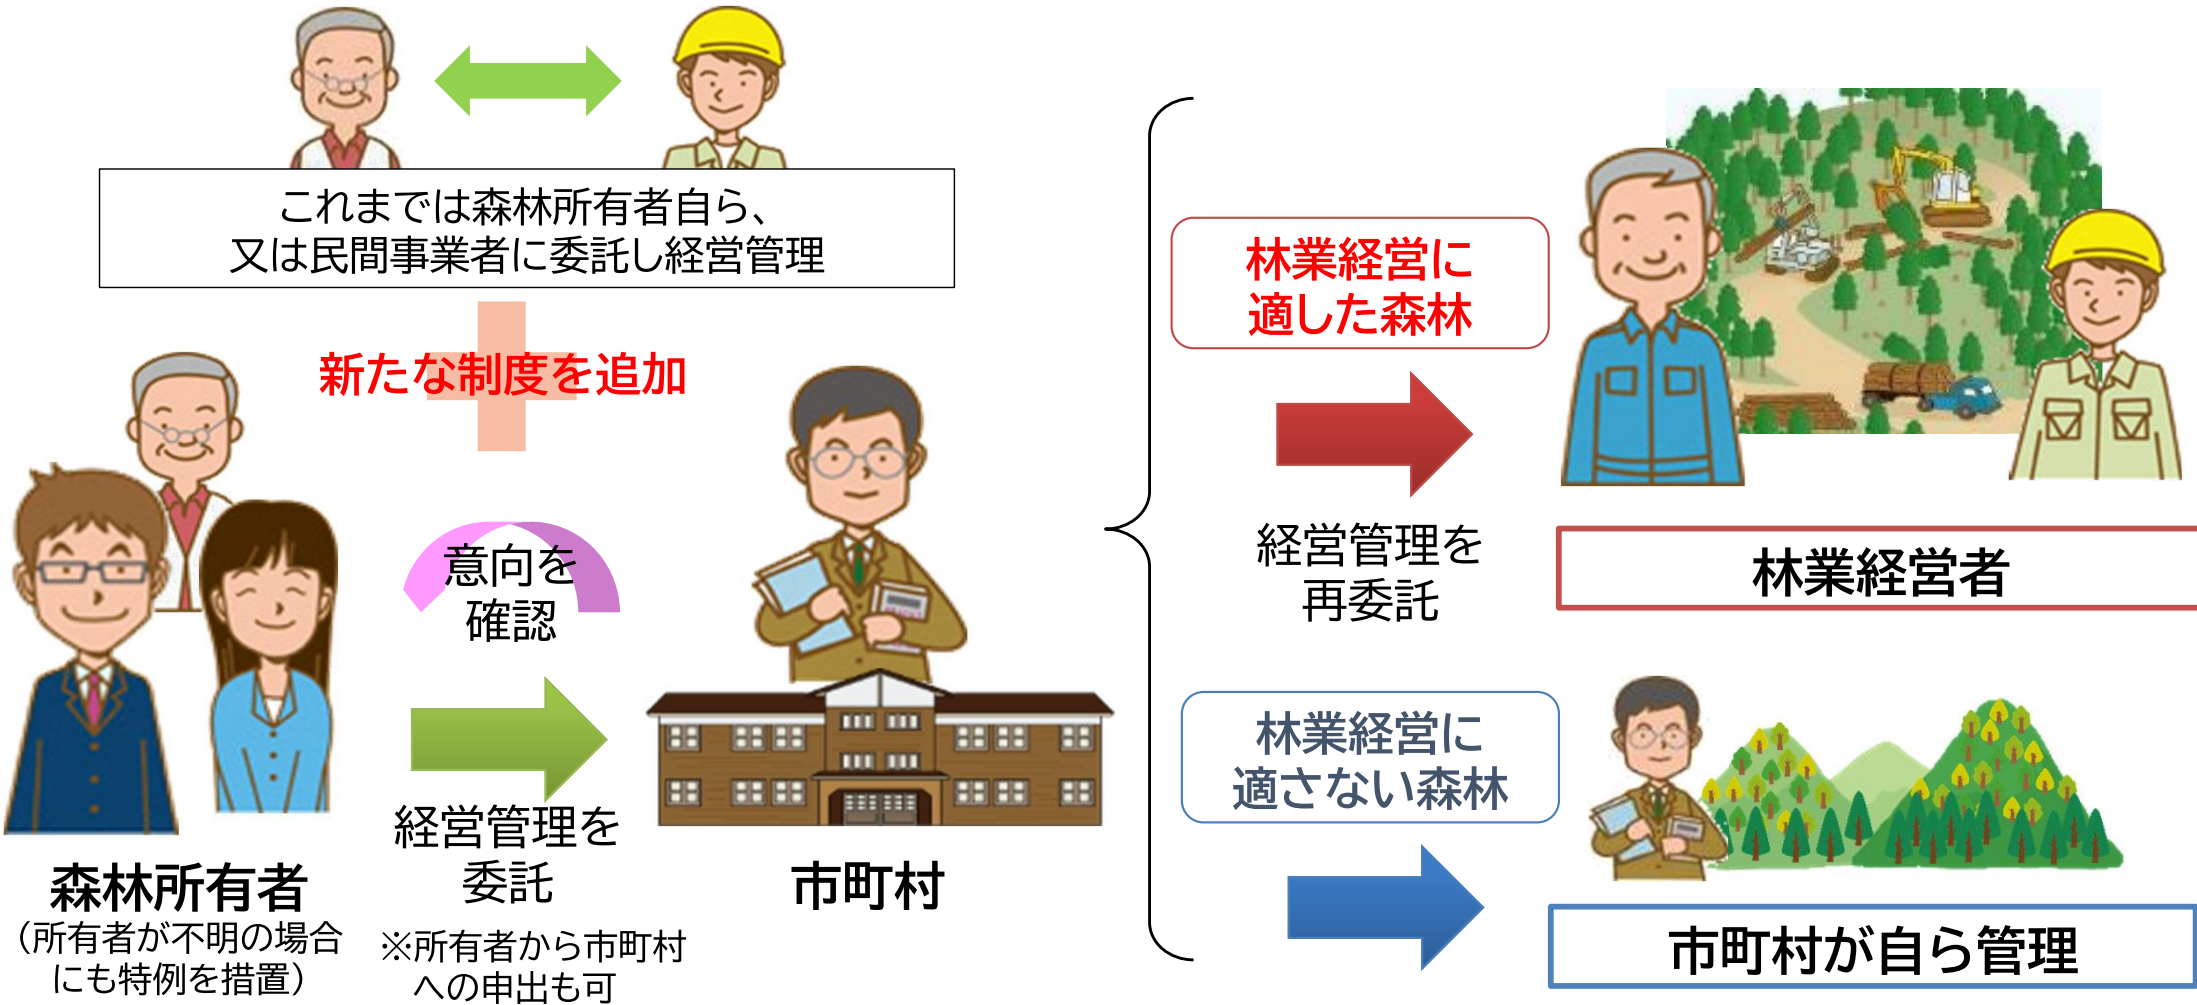 これまでは森林所有者自ら、
又は民間事業者に委託し経営管理
新たな制度を追加
意向を
確認
経営管理を
委託
※所有者から市町村
への申出も可
森林所有者
（所有者が不明の場合
にも特例を措置）
市町村
林業経営に
適した森林
経営管理を
再委託
林業経営者
林業経営に
適さない森林
市町村が自ら管理